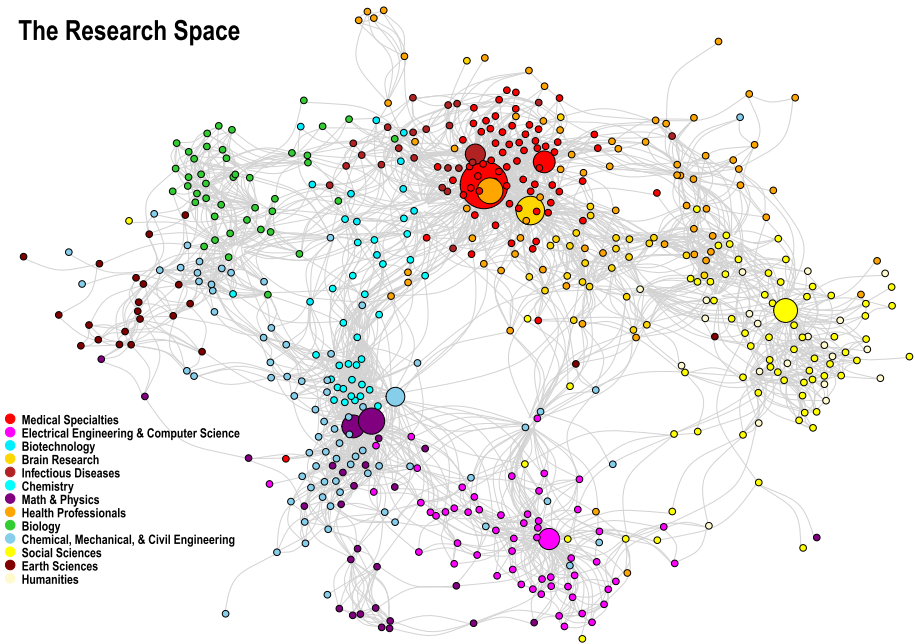 The Research Space
Medical Specialties
Electrical Engineering & Computer Science
Biotechnology
Brain Research
Infectious Diseases
Chemistry
Math & Physics
Health Professionals
Biology
Chemical, Mechanical, & Civil Engineering
Social Sciences
Earth Sciences
Humanities